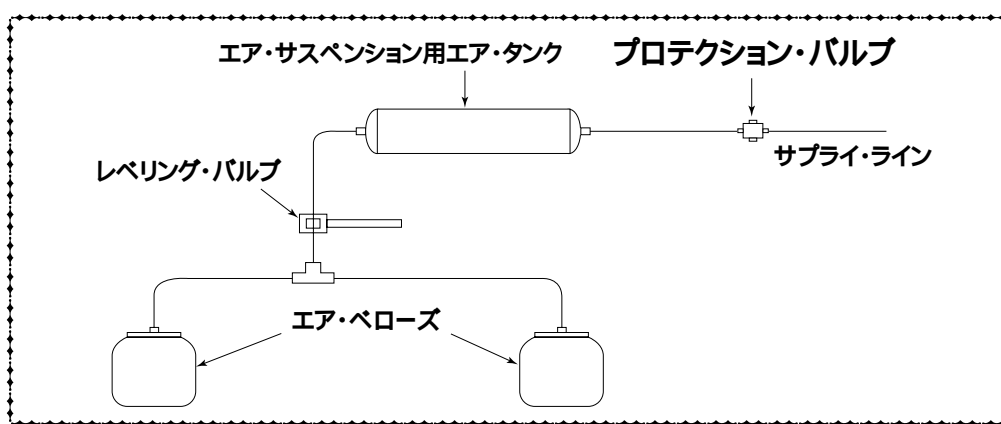 エア・サスペンション用エア・タンク
プロテクション・バルブ
サプライ・ライン
レベリング・バルブ
エア・ベローズ